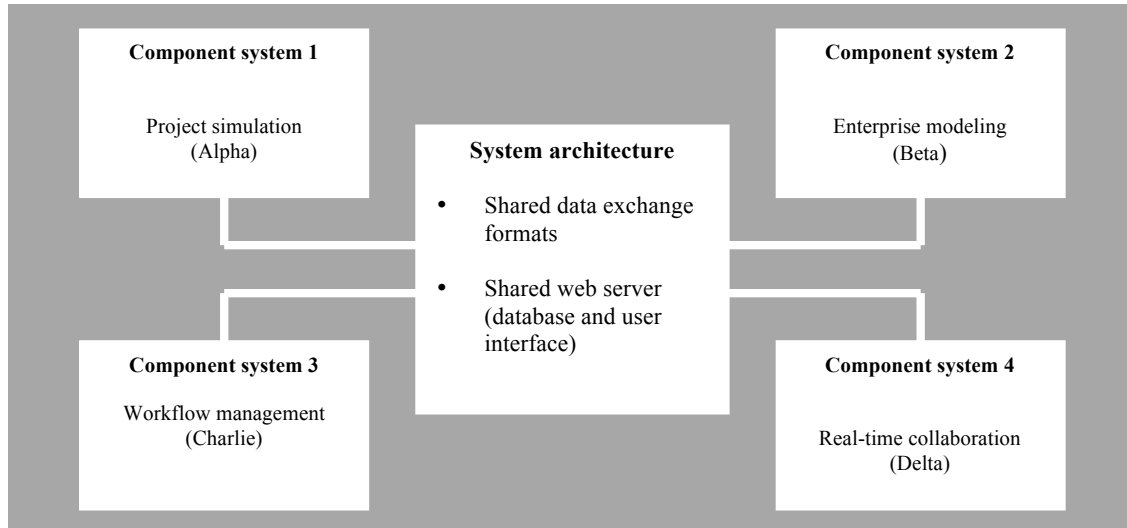 Component system 1
Project simulation
(Alpha)
Component system 2
Enterprise modeling
(Beta)
System architecture
• Shared data exchange
formats
• Shared web server
(database and user
interface)
Component system 3
Workflow management
(Charlie)
Component system 4
Real-time collaboration
(Delta)